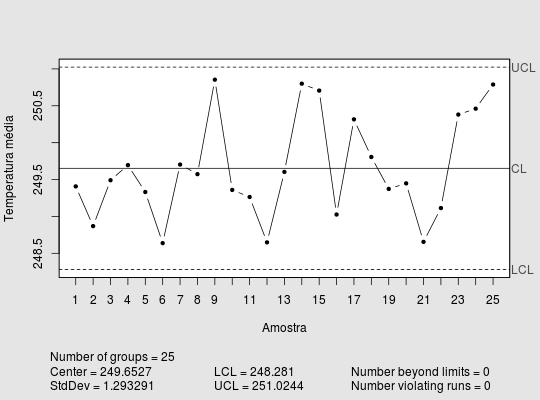 UCL
250.5
249.5
CL
248.5
LCL
Temperatura média
1 2 3 4 5 6 7 8 9 11 13 15 17 19 21 23 25
Amostra
Number of groups = 25
Center = 249.6527 LCL = 248.281 Number beyond limits = 0
StdDev = 1.293291 UCL = 251.0244 Number violating runs = 0